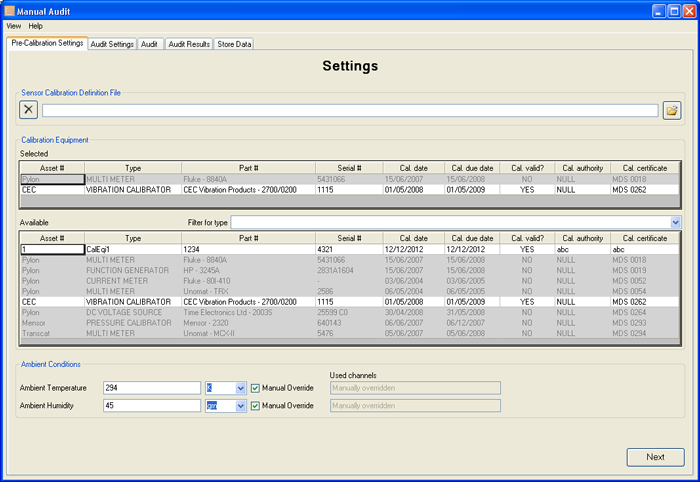 Manual Audit
View Help
Pre-Calibration Settings Audit Settings Audit Audit Results Store Data
Settings
Sensor Calibration Definition File
Calibration Equipment
Selected
Asset # Type Part # Serial # Cal. date Cal. due date Cal. valid? Cal. authority Cal. certificate
Pylon MULTI METER Fluke - 8840A 5431066 15/06/2007 15/06/2008 NO NULL MDS 0018
CEC VIBRATION CALIBRATOR CEC Vibration Products - 2700/0200 1115 01/05/2008 01/05/2009 YES NULL MDS 0262
Available Filter for type
Asset # Type Part # Serial # Cal. date Cal. due date Cal. valid? Cal. authority Cal. certificate
1 CalEqi1 1234 4321 12/12/2012 12/12/2012 YES abc abc
Pylon MULTI METER Fluke - 8840A 5431066 15/06/2007 15/06/2008 NO NULL MDS 0018
Pylon FUNCTION GENERATOR HP - 3245A 2831A1604 15/06/2007 15/06/2008 NO NULL MDS 0019
Pylon CURRENT METER Fluke - 80I-410 - 03/06/2004 03/06/2005 NO NULL MDS 0052
Pylon MULTI METER Unomat - TRX 2586 06/05/2004 06/05/2005 NO NULL MDS 0054
CEC VIBRATION CALIBRATOR CEC Vibration Products - 2700/0200 1115 01/05/2008 01/05/2009 YES NULL MDS 0262
Pylon DC VOLTAGE SOURCE Time Electronics Ltd - 2003S 25599 C0 30/04/2008 31/05/2008 NO NULL MDS 0264
Mensor PRESSURE CALIBRATOR Mensor - 2320 640143 06/06/2007 06/12/2007 NO NULL MDS 0293
Transcat MULTI METER Unomat - MCX-II 5476 05/06/2007 05/06/2008 NO NULL MDS 0294
Ambient Conditions
Used channels
Ambient Temperature 294 K Manual Override Manually overridden
Ambient Humidity 45 gm Manual Override Manually overridden
Next